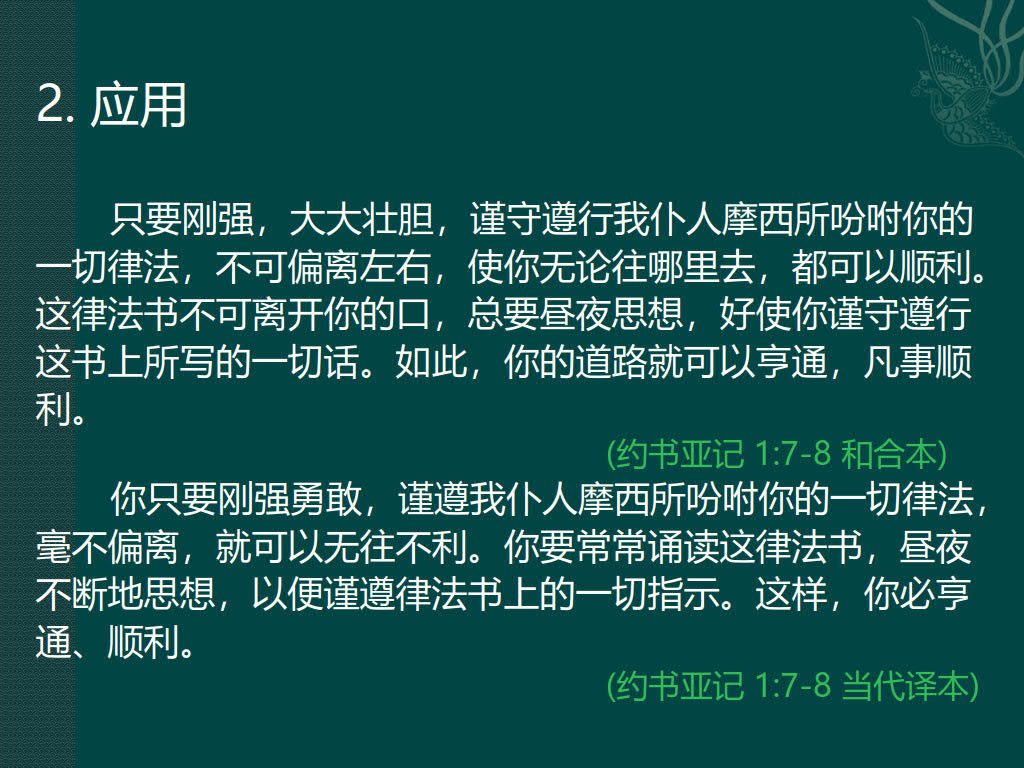 2. 应用
只要刚强，大大壮胆，谨守遵行我仆人摩西所吩咐你的
一切律法，不可偏离左右，使你无论往哪里去，都可以顺利。
这律法书不可离开你的口，总要昼夜思想，好使你谨守遵行
这书上所写的一切话。如此，你的道路就可以亨通，凡事顺
利。
(约书亚记 1:7-8 和合本)
你只要刚强勇敢，谨遵我仆人摩西所吩咐你的一切律法，
毫不偏离，就可以无往不利。你要常常诵读这律法书，昼夜
不断地思想，以便谨遵律法书上的一切指示。这样，你必亨
通、顺利。
(约书亚记 1:7-8 当代译本)